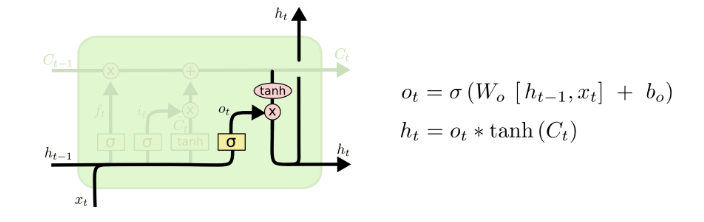 h_t
C_{t-1}
C_t
x
+
tanh
f_t
i_t
x
o_t
x
σ
σ
tanh
σ
h_{t-1}
h_t
x_t
o_t = σ (W_o [ h_{t-1}, x_t ] + b_o)
h_t = o_t * tanh (C_t)